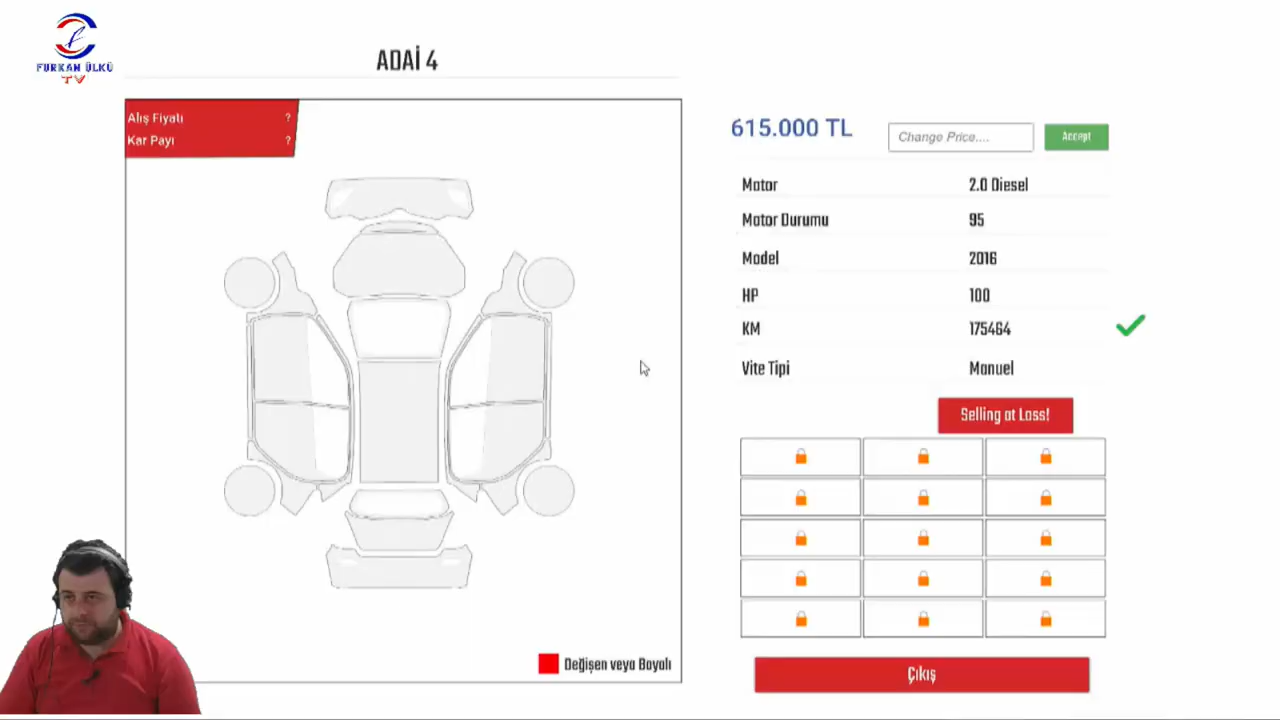 FURKAN ÜLKÜ
TV
ADAİ 4
Alış Fiyatı ?
Kar Payı ?
615.000 TL
Change Price....
Accept
Motor 2.0 Diesel
Motor Durumu 95
Model 2016
HP 100
KM 175464
Vite Tipi Manuel
Selling at Loss!
Değişen veya Boyalı
Çıkış